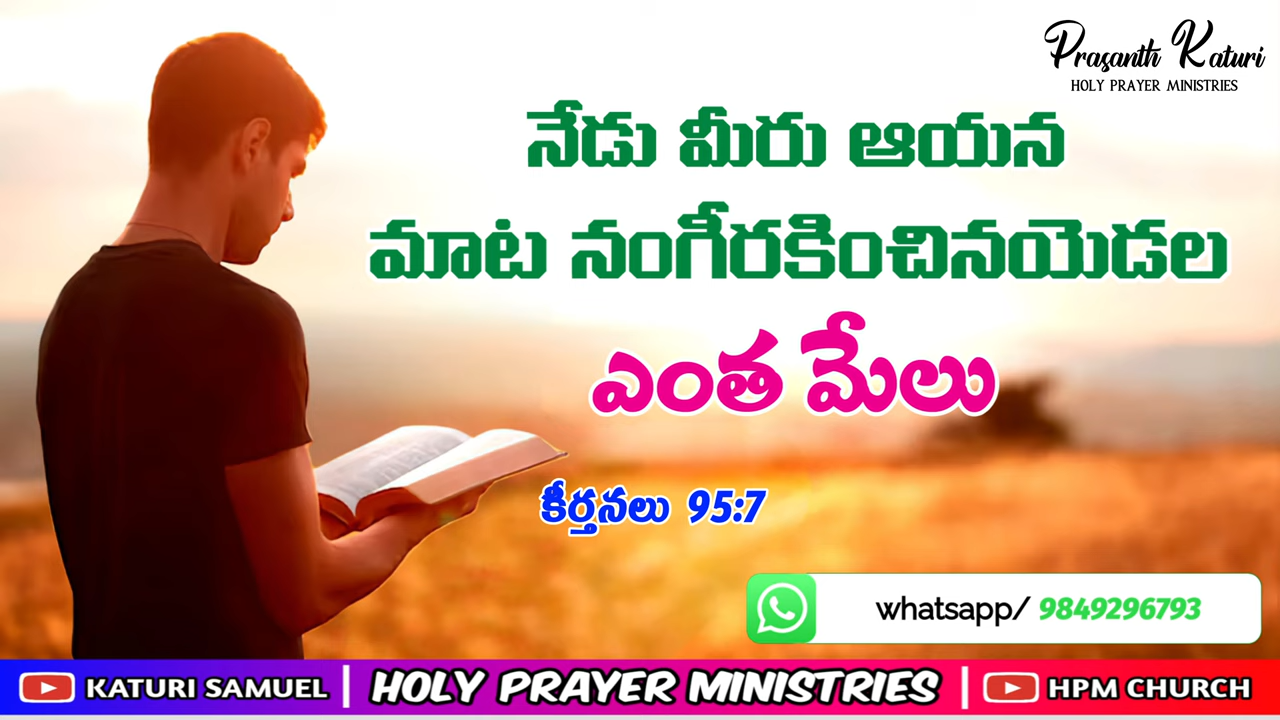 Prasanth Katuri
HOLY PRAYER MINISTRIES
నేడు మీరు ఆయన
మాట నంగీరకించినయెడల
ఎంత మేలు
కీర్తనలు 95:7
whatsapp/ 9849296793
KATURI SAMUEL | HOLY PRAYER MINISTRIES | HPM CHURCH